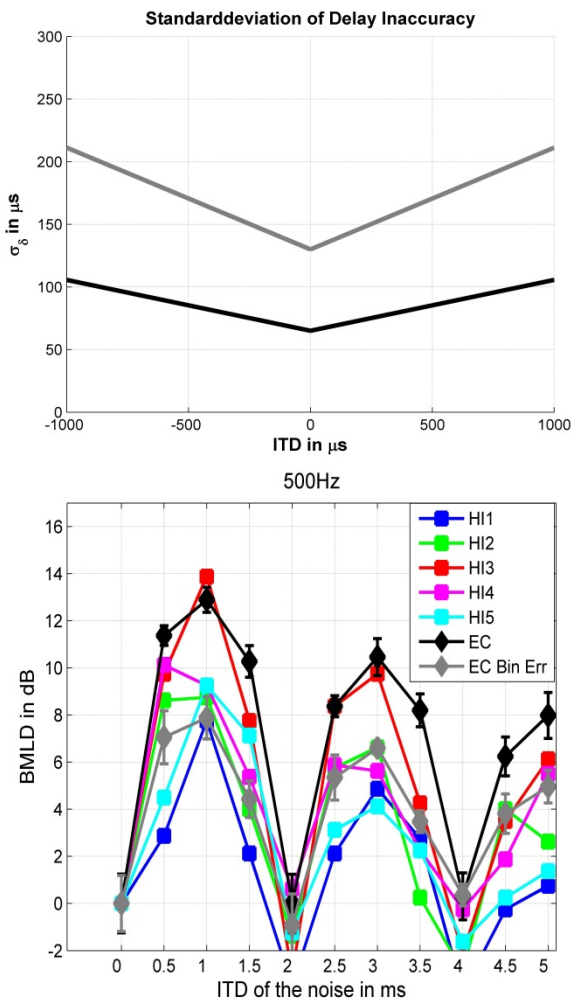 Standarddeviation of Delay Inaccuracy
300
250
200
150
100
50
0
σδ in μs
-1000 -500 0 500 1000
ITD in μs
500Hz
16
14
12
10
8
6
4
2
0
-2
BMLD in dB
HI1
HI2
HI3
HI4
HI5
EC
EC Bin Err
0 0.5 1 1.5 2 2.5 3 3.5 4 4.5 5
ITD of the noise in ms